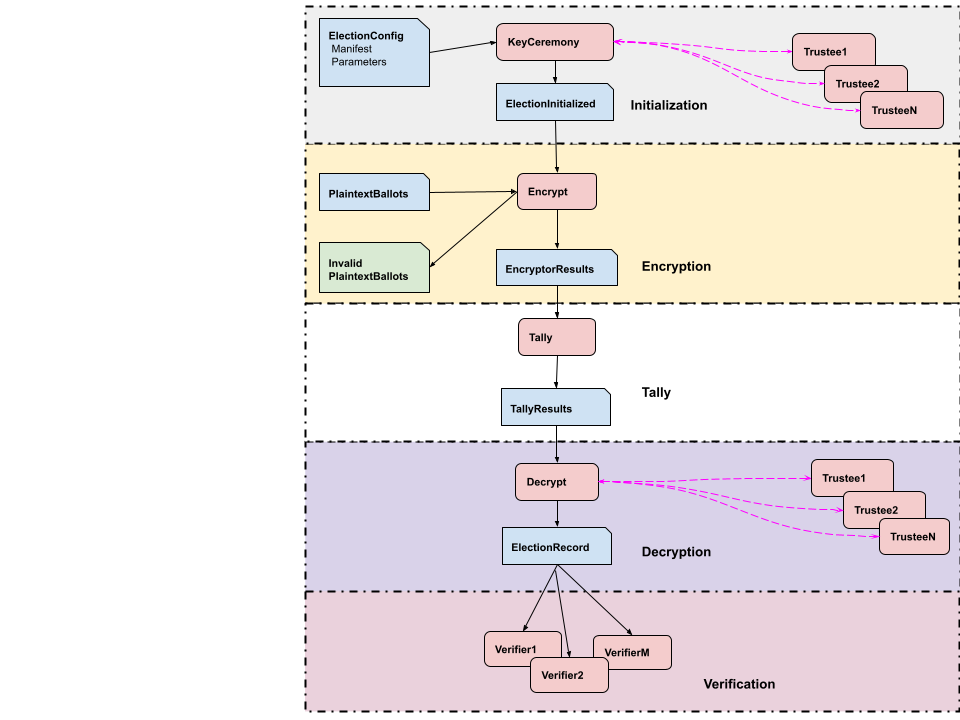 ElectionConfig
Manifest
Parameters
KeyCeremony
Trustee1
Trustee2
TrusteeN
ElectionInitialized
Initialization
PlaintextBallots
Encrypt
Invalid
PlaintextBallots
EncryptorResults
Encryption
Tally
TallyResults
Tally
Decrypt
Trustee1
Trustee2
TrusteeN
ElectionRecord
Decryption
Verifier1
Verifier2
VerifierM
Verification